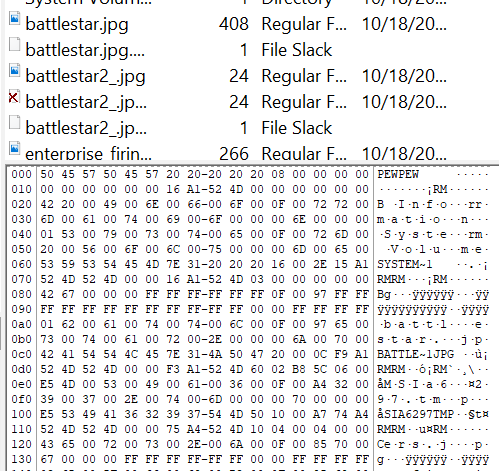 System Volum... 1 Directory 10/18/20...
battlestar.jpg 408 Regular F... 10/18/20...
battlestar.jpg.... 1 File Slack
battlestar2_.jpg 24 Regular F... 10/18/20...
battlestar2_.jp... 24 Regular F... 10/18/20...
battlestar2_.jp... 1 File Slack
enterprise_firin... 266 Regular F... 10/18/20...
000 50 45 57 50 45 57 20 20-20 20 20 08 00 00 00 00 PEWPEW ·····
010 00 00 00 00 00 00 16 A1-52 4D 00 00 00 00 00 00 ·······¡RM······
020 42 20 00 49 00 6E 00 66-00 6F 00 0F 00 72 72 00 B ·I·n·f·o···rr·
030 6D 00 61 00 74 00 69 00-6F 00 00 00 6E 00 00 00 m·a·t·i·o···n···
040 01 53 00 79 00 73 00 74-00 65 00 0F 00 72 6D 00 ·S·y·s·t·e···rm·
050 20 00 56 00 6F 00 6C 00-75 00 00 00 6D 00 65 00 ·V·o·l·u···m·e·
060 53 59 53 54 45 4D 7E 31-20 20 20 16 00 2E 15 A1 SYSTEM~1 ·.·¡
070 52 4D 52 4D 00 00 16 A1-52 4D 03 00 00 00 00 00 RMRM···¡RM······
080 42 67 00 00 00 FF FF FF-FF FF FF 0F 00 97 FF FF Bg···ÿÿÿÿÿÿ···ÿÿ
090 FF FF FF FF FF FF FF FF-FF FF 00 00 FF FF FF FF ÿÿÿÿÿÿÿÿÿÿ··ÿÿÿÿ
0a0 01 62 00 61 00 74 00 74-00 6C 00 0F 00 97 65 00 ·b·a·t·t·l····e·
0b0 73 00 74 00 61 00 72 00-2E 00 00 00 6A 00 70 00 s·t·a·r·.···j·p·
0c0 42 41 54 54 4C 45 7E 31-4A 50 47 20 00 0C F9 A1 BATTLE~1JPG ··ù¡
0d0 52 4D 52 4D 00 00 F3 A1-52 4D 60 02 B8 5C 06 00 RMRM··ó¡RM`·¸\··
0e0 E5 4D 00 53 00 49 00 61-00 36 00 0F 00 A4 32 00 åM·S·I·a·6···¤2·
0f0 39 00 37 00 2E 00 74 00-6D 00 00 00 70 00 00 00 9·7·.·t·m···p···
100 E5 53 49 41 36 32 39 37-54 4D 50 10 00 A7 74 A4 åSIA6297TMP··§t¤
110 52 4D 52 4D 00 00 75 A4-52 4D 10 04 00 04 00 00 RMRM··u¤RM······
120 43 65 00 72 00 73 00 2E-00 6A 00 0F 00 85 70 00 Ce·r·s·.·j····p·
130 67 00 00 00 FF FF FF FF-FF FF 00 00 FF FF FF FF g···ÿÿÿÿÿÿ··ÿÿÿÿ